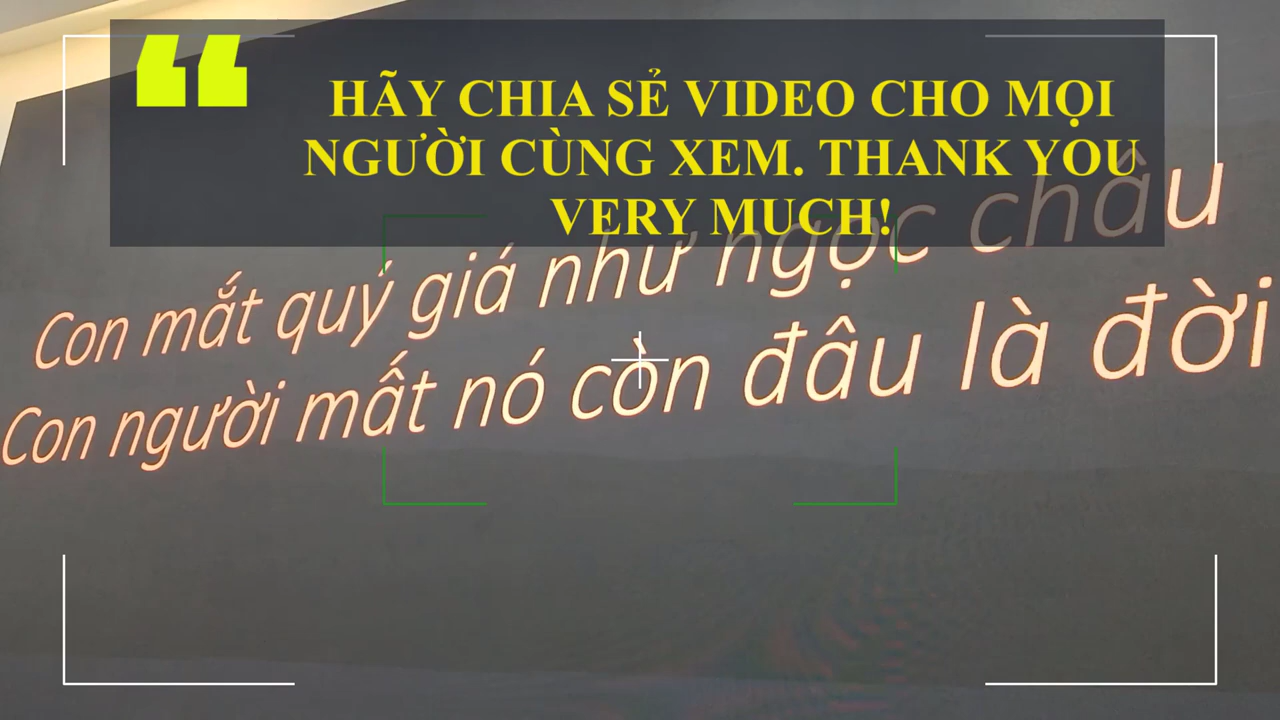 HÃY CHIA SẺ VIDEO CHO MỌI
NGƯỜI CÙNG XEM. THANK YOU
VERY MUCH!
Con mắt quý giá như ngọc châu
Con người mất nó còn đâu là đời